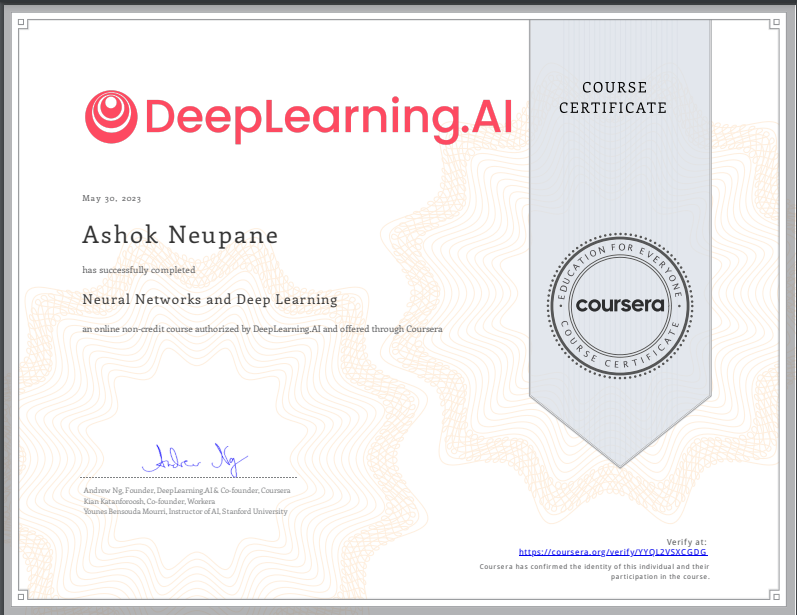 DeepLearning.AI
COURSE
CERTIFICATE
May 30, 2023
Ashok Neupane
has successfully completed
Neural Networks and Deep Learning
an online non-credit course authorized by DeepLearning.AI and offered through Coursera
EDUCATION FOR EVERYONE
coursera
COURSE CERTIFICATE
Andrew Ng
Andrew Ng, Founder, DeepLearning.AI & Co-founder, Coursera
Kian Katanforoosh, Co-founder, Workera
Younes Bensouda Mourri, Instructor of AI, Stanford University
Verify at:
https://coursera.org/verify/YYQL2VSXCGDG
Coursera has confirmed the identity of this individual and their
participation in the course.